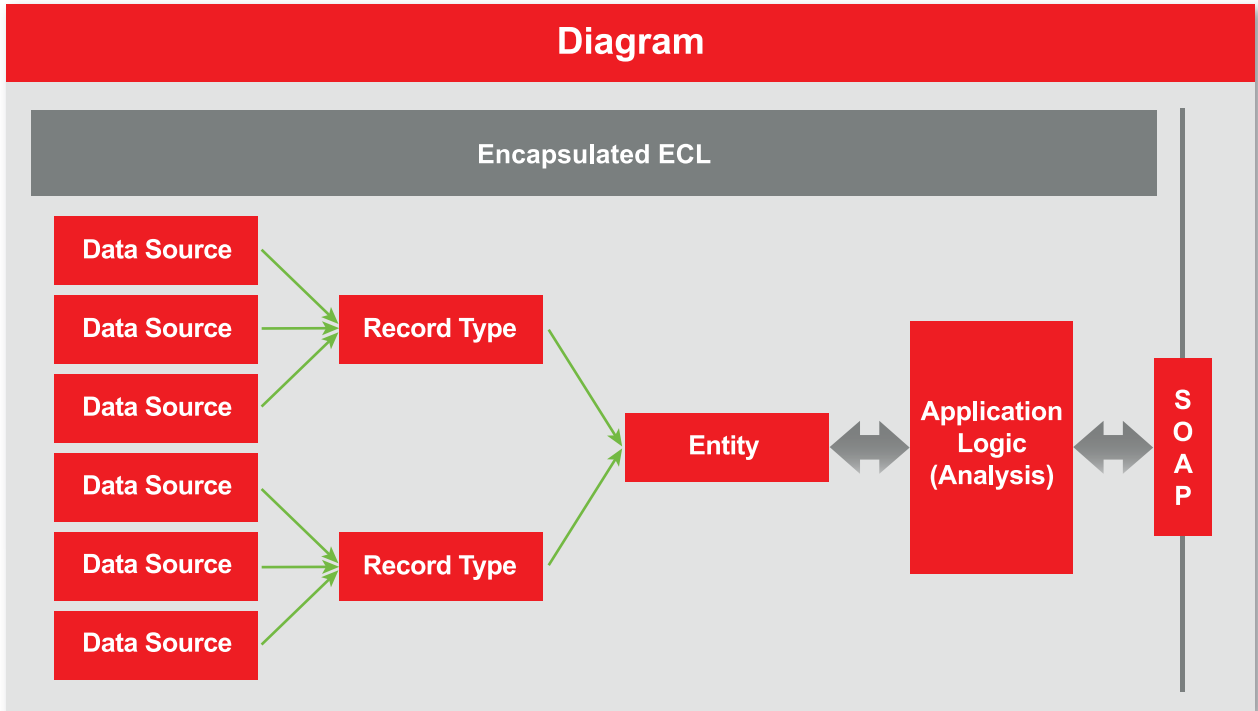 Diagram
Encapsulated ECL
Data Source
Data Source
Data Source
Data Source
Data Source
Data Source
Record Type
Record Type
Entity
Application
Logic
(Analysis)
S
O
A
P